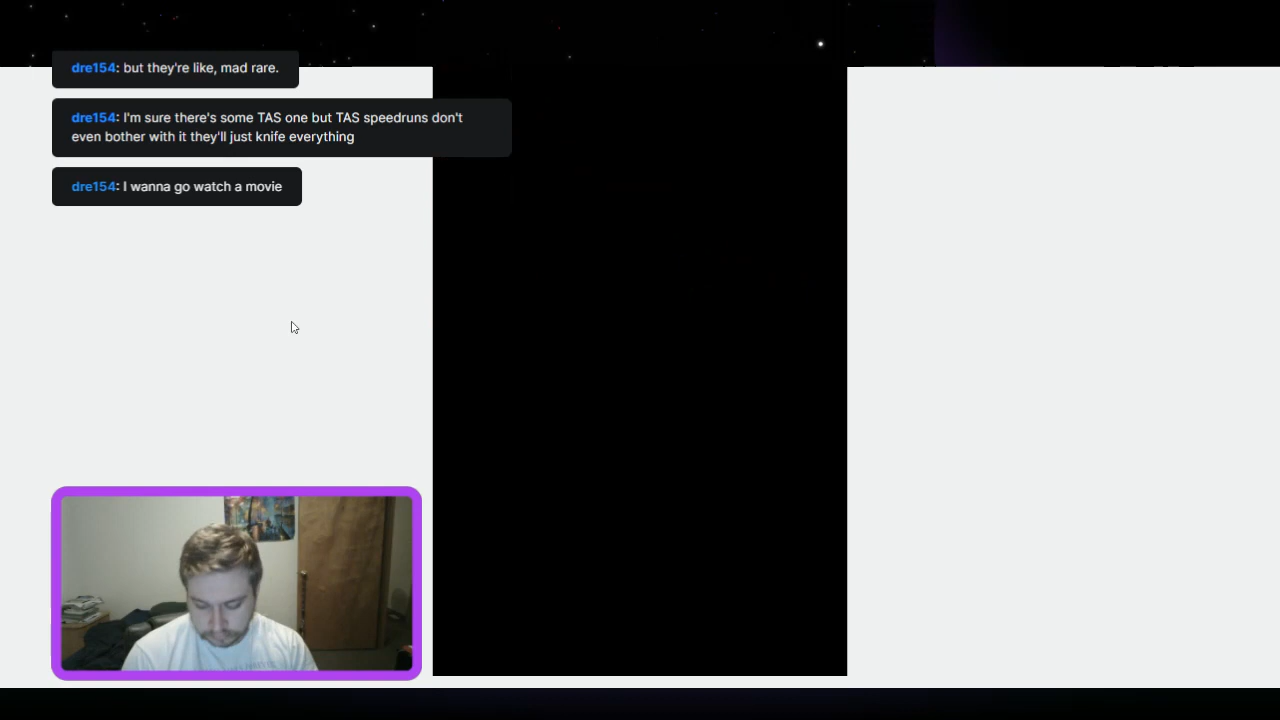 dre154: but they're like, mad rare.
dre154: I'm sure there's some TAS one but TAS speedruns don't
even bother with it they'll just knife everything
dre154: I wanna go watch a movie